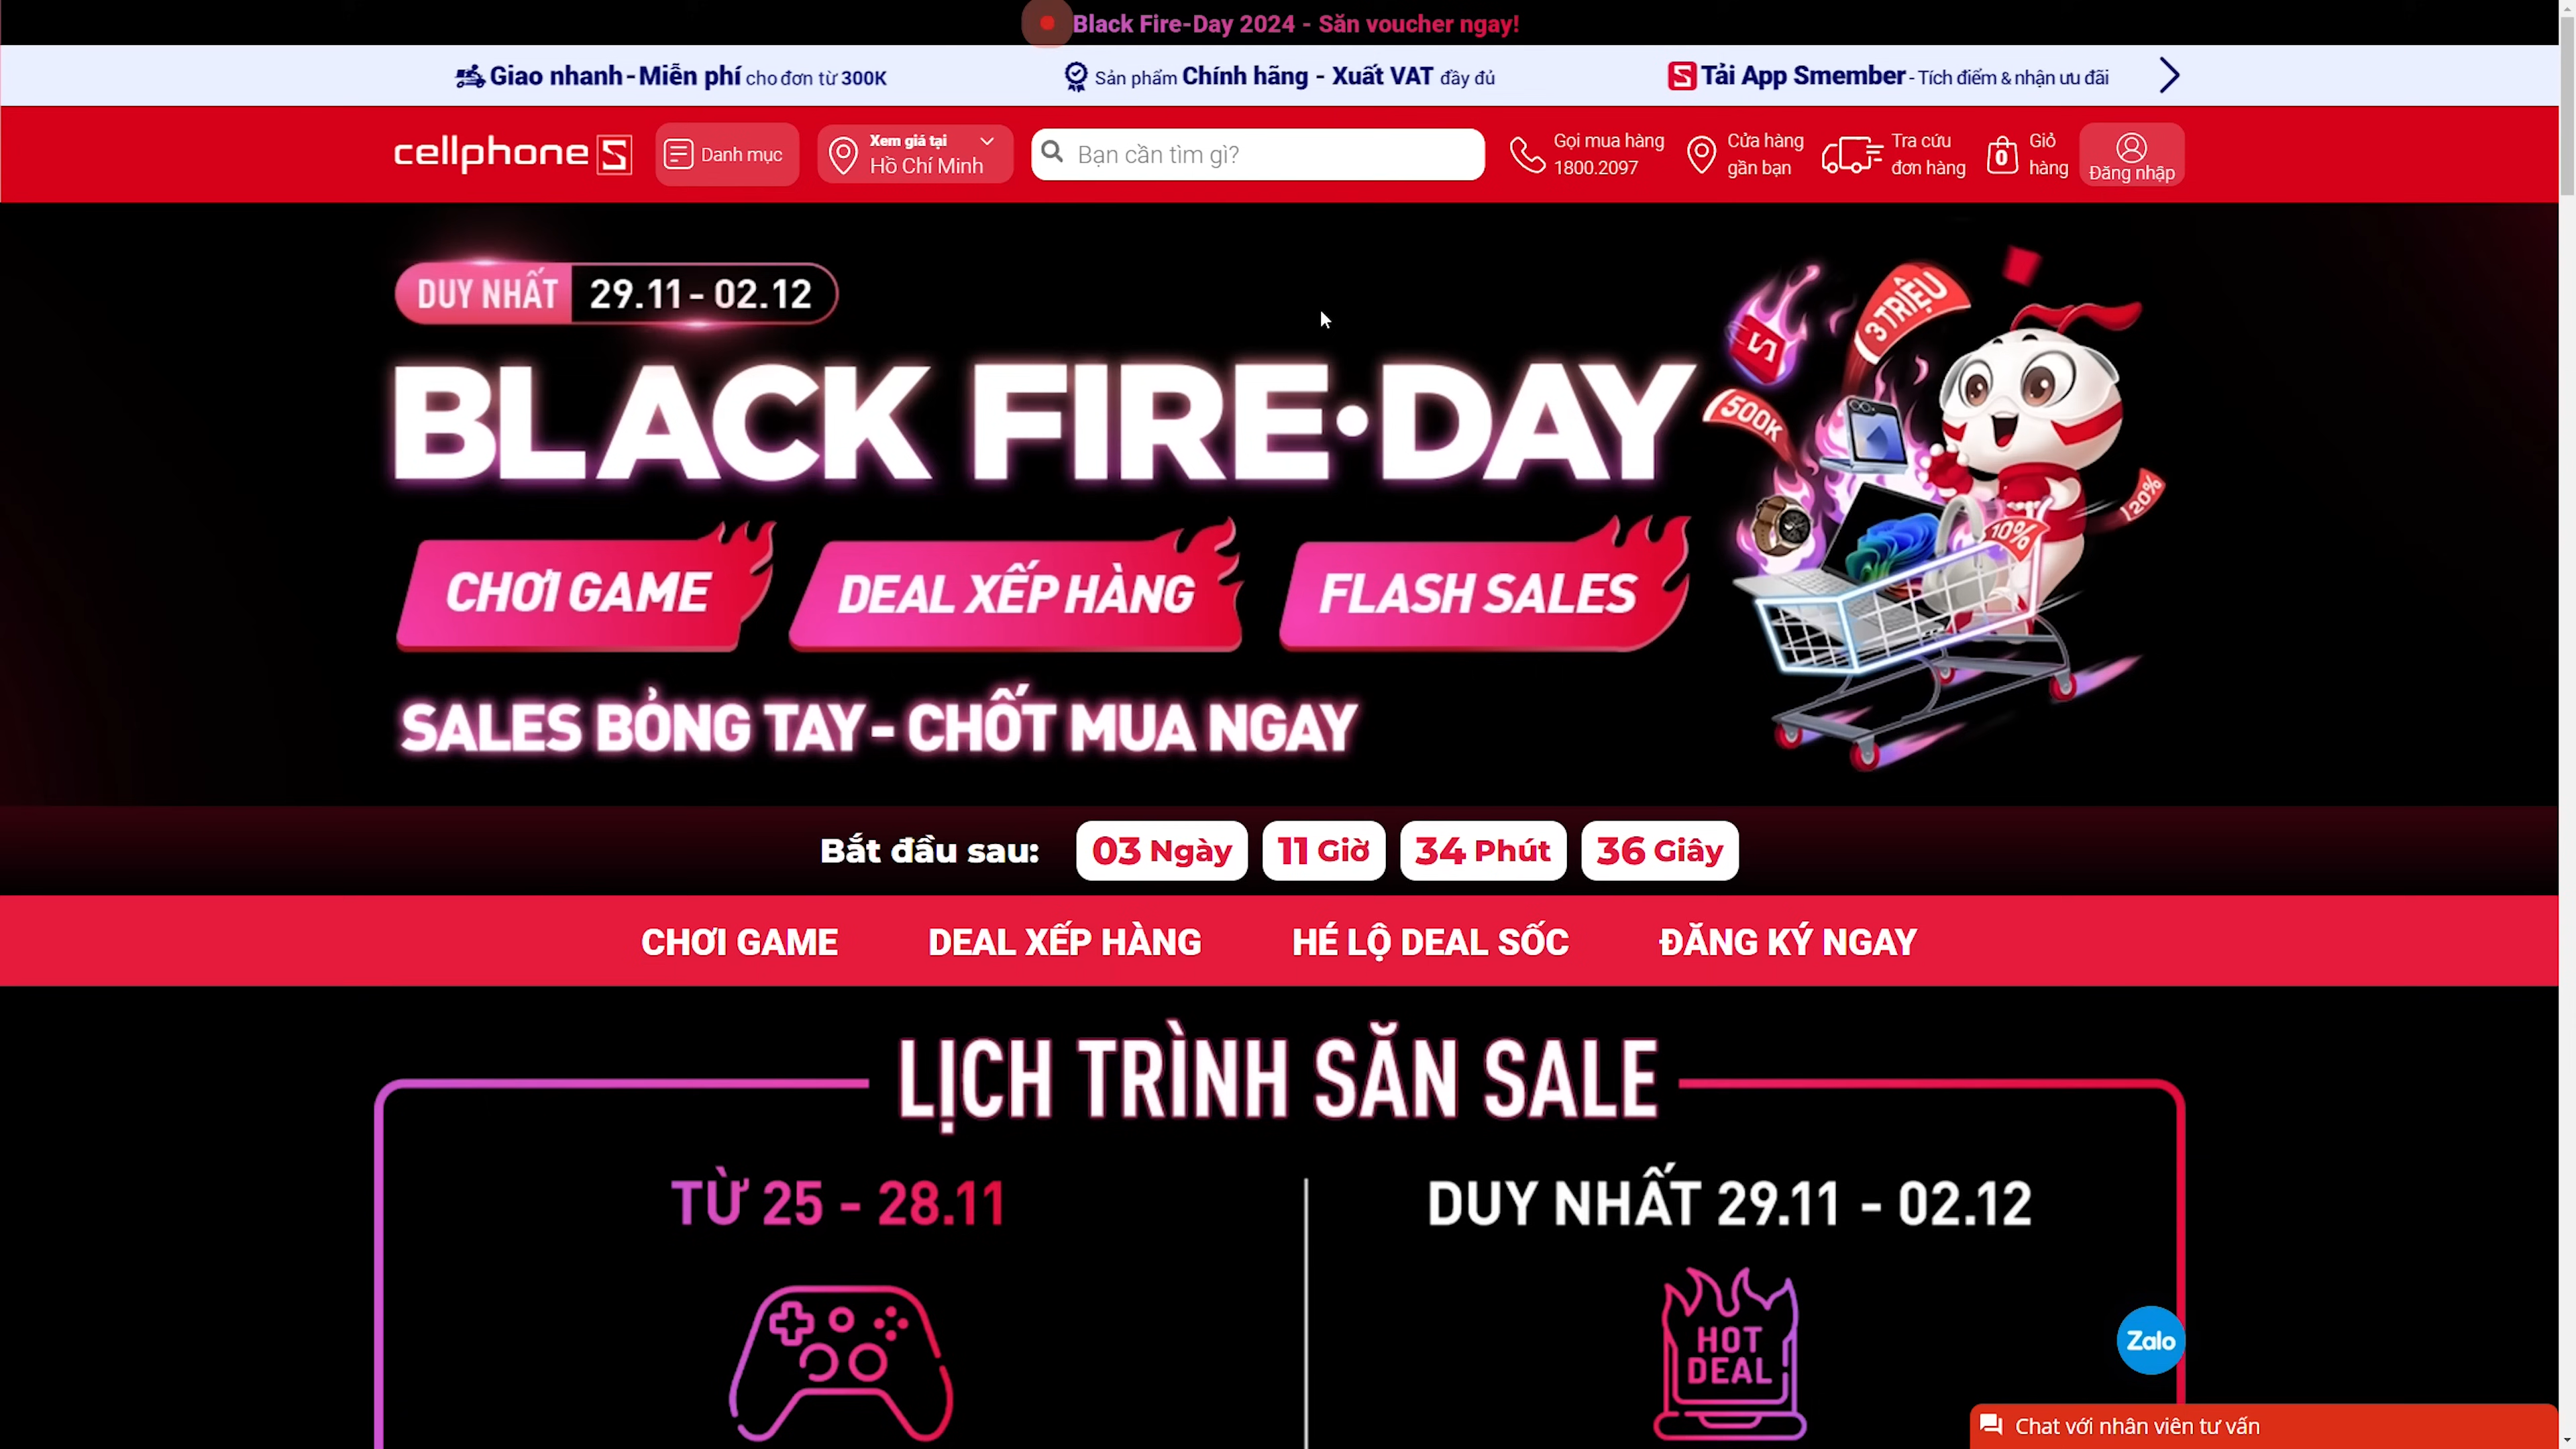 Black Fire-Day 2024 - Săn voucher ngay!
Giao nhanh - Miễn phí cho đơn từ 300K
Sản phẩm Chính hãng - Xuất VAT đầy đủ
S Tải App Smember - Tích điểm & nhận ưu đãi
cellphone S
Danh mục
Xem giá tại
Hồ Chí Minh
Bạn cần tìm gì?
Gọi mua hàng
1800.2097
Cửa hàng
gần bạn
Tra cứu
đơn hàng
0
Giỏ
hàng
Đăng nhập
DUY NHẤT 29.11 - 02.12
3 TRIỆU
S
BLACK FIRE•DAY
500K
20%
10%
CHƠI GAME
DEAL XẾP HÀNG
FLASH SALES
SALES BỎNG TAY - CHỐT MUA NGAY
Bắt đầu sau: 03 Ngày 11 Giờ 34 Phút 36 Giây
CHƠI GAME
DEAL XẾP HÀNG
HÉ LỘ DEAL SỐC
ĐĂNG KÝ NGAY
LỊCH TRÌNH SĂN SALE
TỪ 25 - 28.11
DUY NHẤT 29.11 - 02.12
HOT
DEAL
Zalo
Chat với nhân viên tư vấn